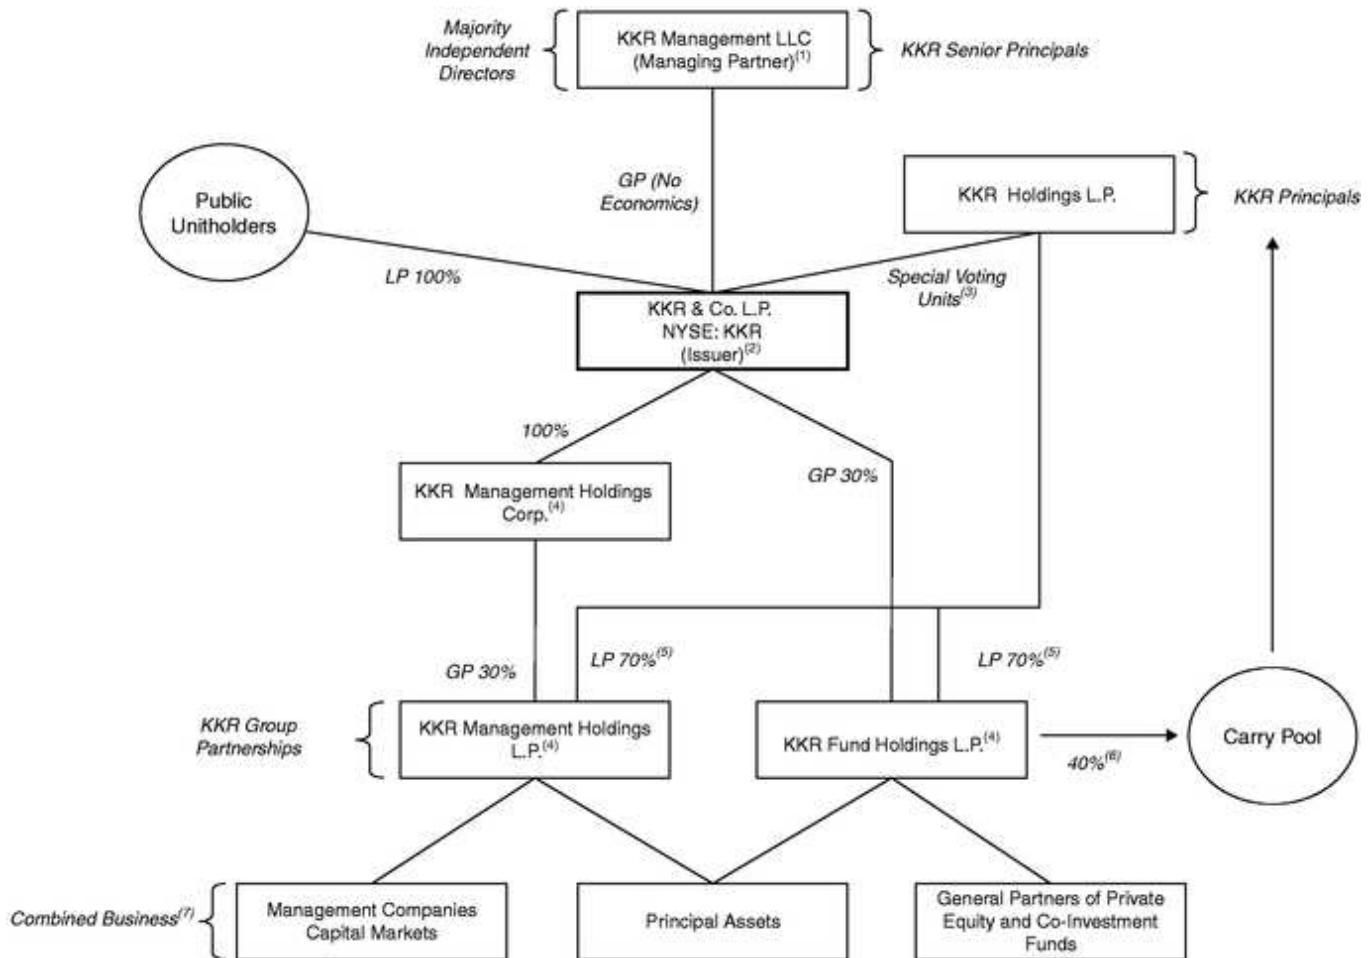 Majority
Independent
Directors
KKR Management LLC
(Managing Partner)(1)
KKR Senior Principals
Public
Unitholders
GP (No
Economics)
KKR Holdings L.P.
KKR Principals
LP 100%
Special Voting
Units(3)
KKR & Co. L.P.
NYSE: KKR
(Issuer)(2)
100%
GP 30%
KKR Management Holdings
Corp.(4)
GP 30%
LP 70%(5)
LP 70%(5)
KKR Group
Partnerships
KKR Management Holdings
L.P.(4)
KKR Fund Holdings L.P.(4)
40%(6)
Carry Pool
Combined Business(7)
Management Companies
Capital Markets
Principal Assets
General Partners of Private
Equity and Co-Investment
Funds